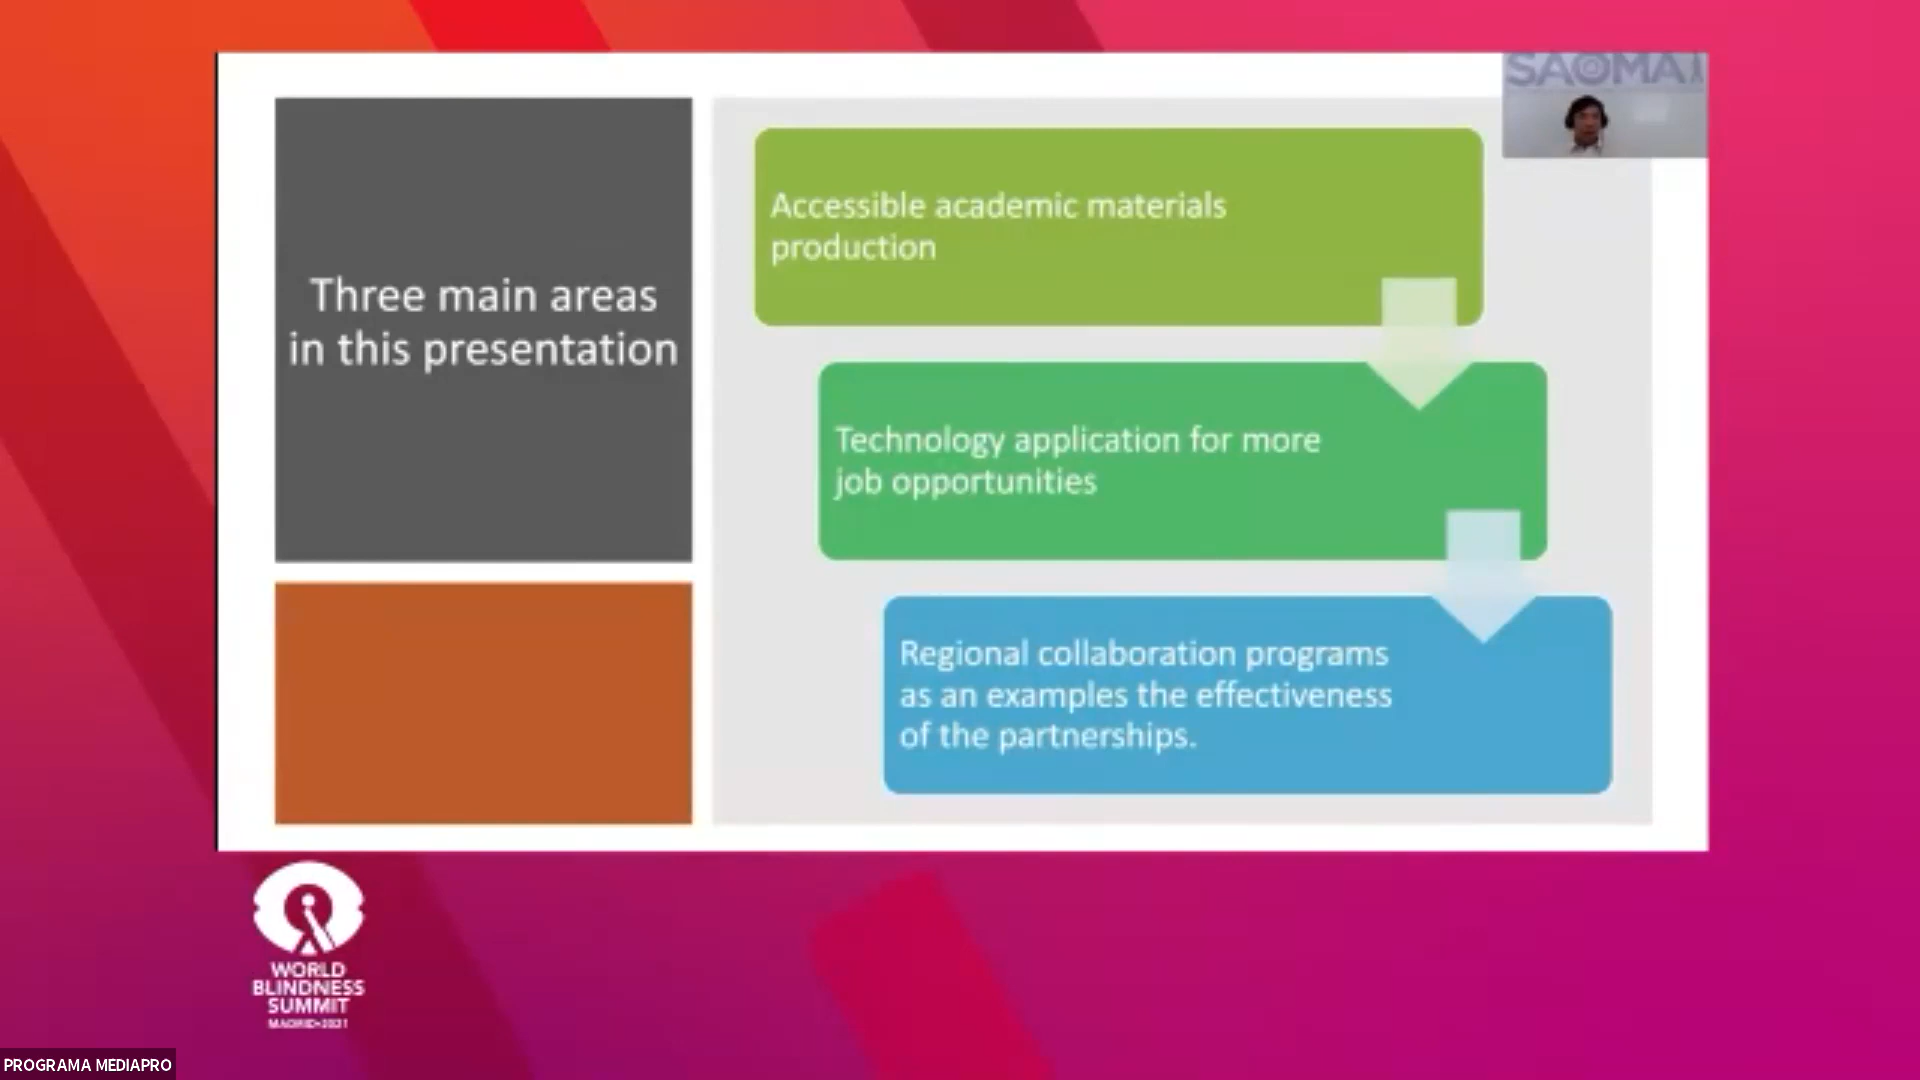 SAOMA
Three main areas
in this presentation
Accessible academic materials
production
Technology application for more
job opportunities
Regional collaboration programs
as an examples the effectiveness
of the partnerships.
WORLD
BLINDNESS
SUMMIT
MADRID•2021
PROGRAMA MEDIAPRO